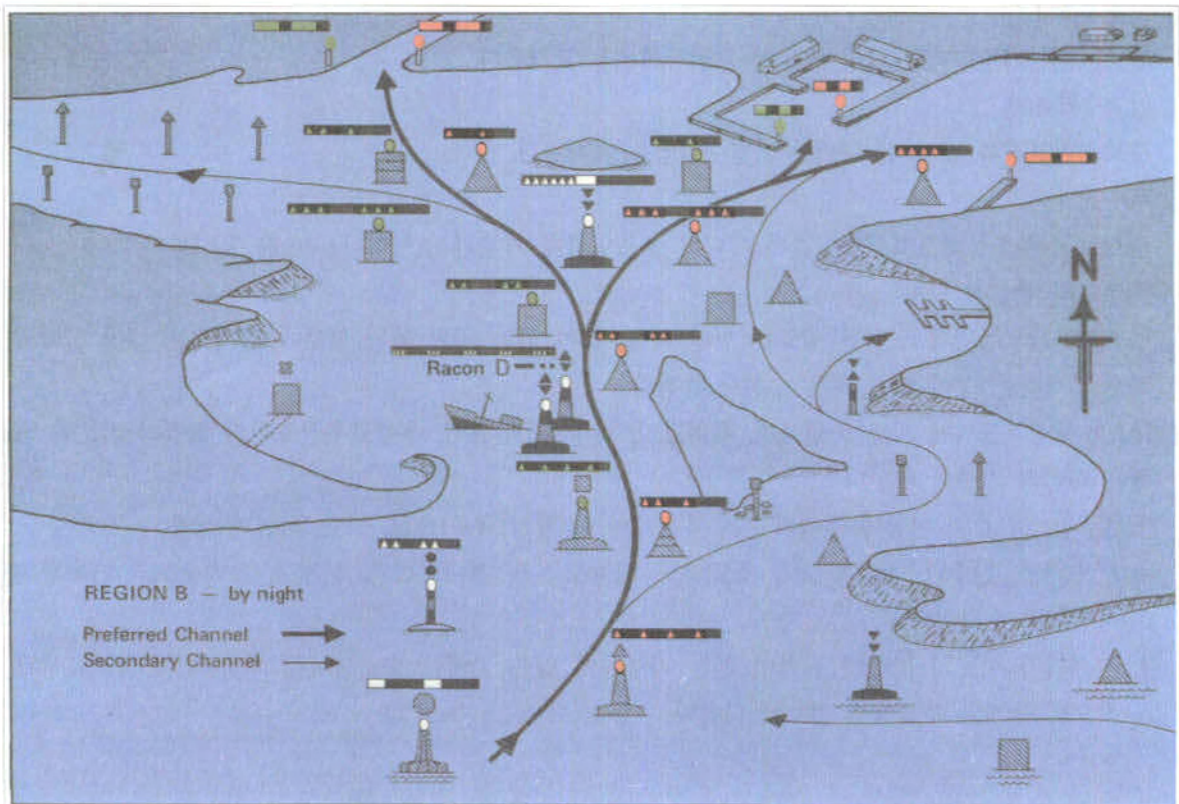 N
Racon D
REGION B – by night
Preferred Channel
Secondary Channel